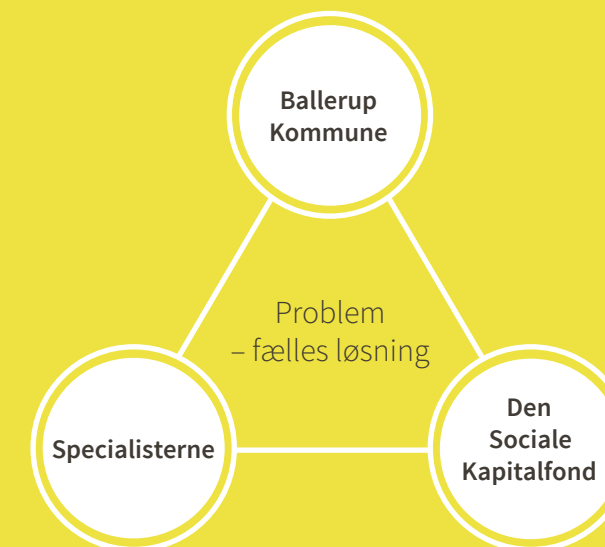 Ballerup
Kommune
Problem
– fælles løsning
Specialisterne
Den
Sociale
Kapitalfond